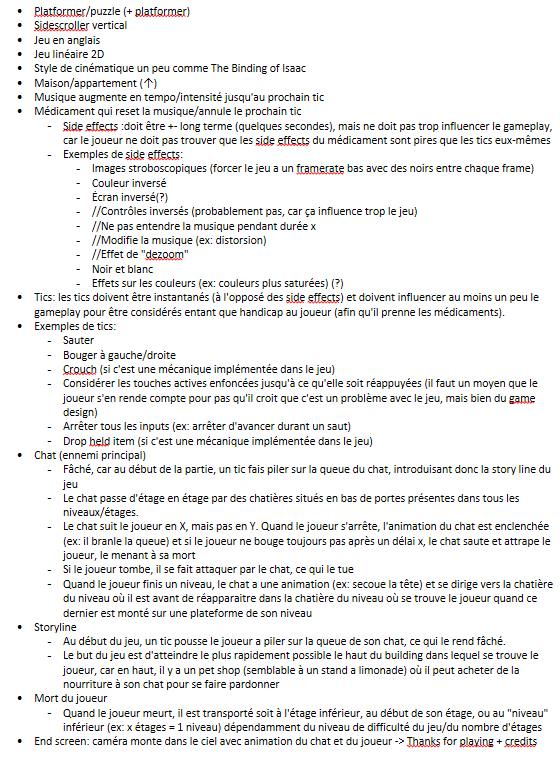 • Platformer/puzzle (+ platformer)
• Sidescroller vertical
• Jeu en anglais
• Jeu linéaire 2D
• Style de cinématique un peu comme The Binding of Isaac
• Maison/appartement (↑)
• Musique augmente en tempo/intensité jusqu'au prochain tic
• Médicament qui reset la musique/annule le prochain tic
- Side effects :doit être +- long terme (quelques secondes), mais ne doit pas trop influencer le gameplay,
car le joueur ne doit pas trouver que les side effects du médicament sont pires que les tics eux-mêmes
- Exemples de side effects:
- Images stroboscopiques (forcer le jeu a un framerate bas avec des noirs entre chaque frame)
- Couleur inversé
- Écran inversé(?)
- //Contrôles inversés (probablement pas, car ça influence trop le jeu)
- //Ne pas entendre la musique pendant durée x
- //Modifie la musique (ex: distorsion)
- //Effet de "dezoom"
- Noir et blanc
- Effets sur les couleurs (ex: couleurs plus saturées) (?)
• Tics: les tics doivent être instantanés (à l'opposé des side effects) et doivent influencer au moins un peu le
gameplay pour être considérés entant que handicap au joueur (afin qu'il prenne les médicaments).
• Exemples de tics:
- Sauter
- Bouger à gauche/droite
- Crouch (si c'est une mécanique implémentée dans le jeu)
- Considérer les touches actives enfoncées jusqu'à ce qu'elle soit réappuyées (il faut un moyen que le
joueur s'en rende compte pour pas qu'il croit que c'est un problème avec le jeu, mais bien du game
design)
- Arrêter tous les inputs (ex: arrêter d'avancer durant un saut)
- Drop held item (si c'est une mécanique implémentée dans le jeu)
• Chat (ennemi principal)
- Fâché, car au début de la partie, un tic fais piler sur la queue du chat, introduisant donc la story line du
jeu
- Le chat passe d'étage en étage par des chatières situés en bas de portes présentes dans tous les
niveaux/étages.
- Le chat suit le joueur en X, mais pas en Y. Quand le joueur s'arrête, l'animation du chat est enclenchée
(ex: il branle la queue) et si le joueur ne bouge toujours pas après un délai x, le chat saute et attrape le
joueur, le menant à sa mort
- Si le joueur tombe, il se fait attaquer par le chat, ce qui le tue
- Quand le joueur finis un niveau, le chat a une animation (ex: secoue la tête) et se dirige vers la chatière
du niveau où il est avant de réapparaitre dans la chatière du niveau où se trouve le joueur quand ce
dernier est monté sur une plateforme de son niveau
• Storyline
- Au début du jeu, un tic pousse le joueur a piler sur la queue de son chat, ce qui le rend fâché.
- Le but du jeu est d'atteindre le plus rapidement possible le haut du building dans lequel se trouve le
joueur, car en haut, il y a un pet shop (semblable à un stand a limonade) où il peut acheter de la
nourriture à son chat pour se faire pardonner
• Mort du joueur
- Quand le joueur meurt, il est transporté soit à l'étage inférieur, au début de son étage, ou au "niveau"
inférieur (ex: x étages = 1 niveau) dépendamment du niveau de difficulté du jeu/du nombre d'étages
• End screen: caméra monte dans le ciel avec animation du chat et du joueur -> Thanks for playing + credits